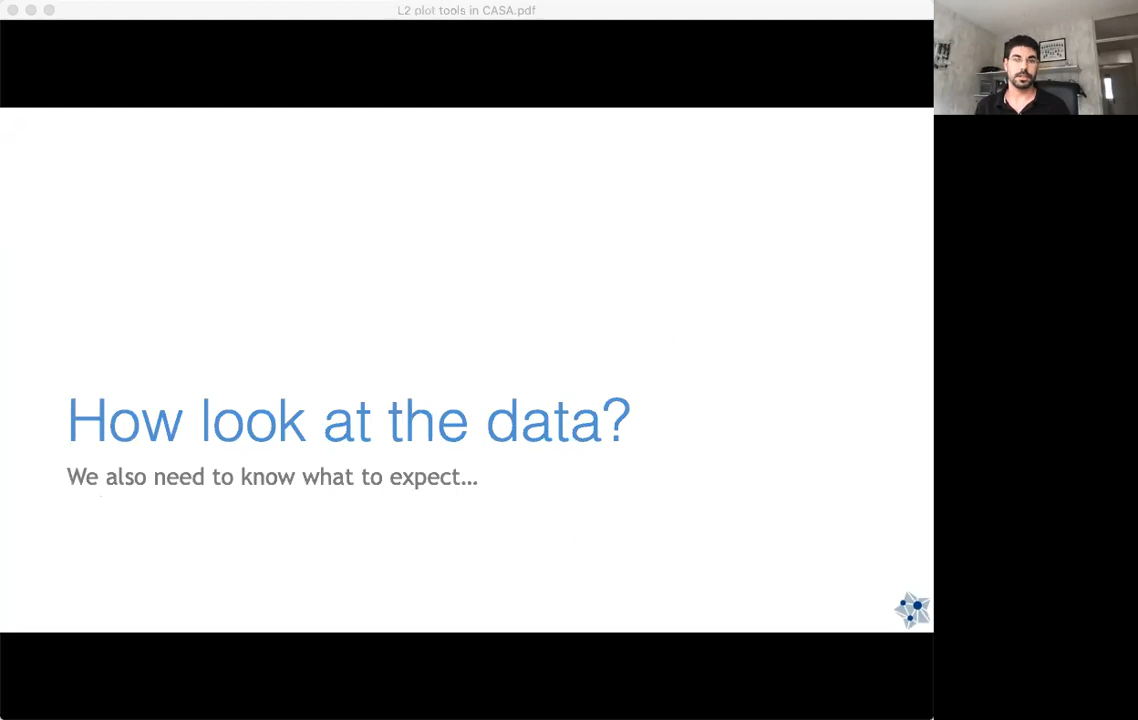 L2 plot tools in CASA.pdf
How look at the data?
We also need to know what to expect...